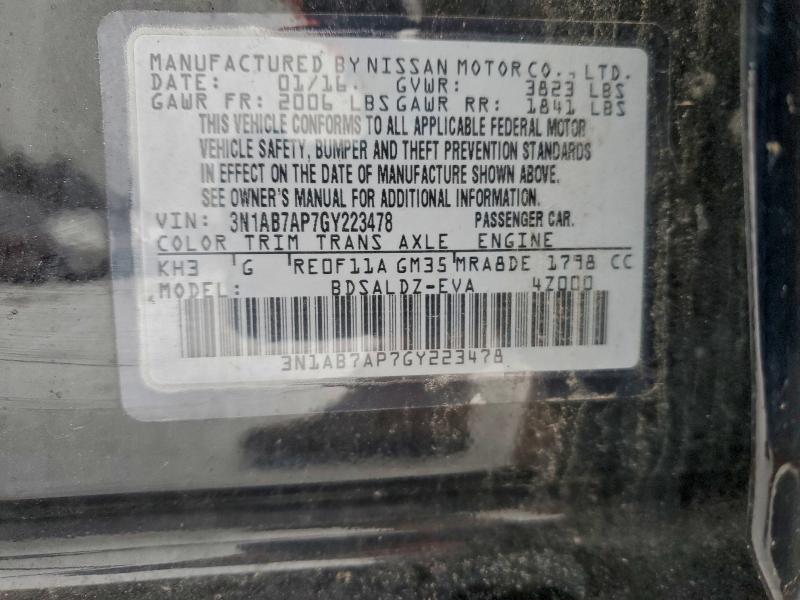 MANUFACTURED BY NISSAN MOTOR CO., LTD.
DATE: 01/16. GVWR: 3823 LBS
GAWR FR: 2006 LBS GAWR RR: 1841 LBS
THIS VEHICLE CONFORMS TO ALL APPLICABLE FEDERAL MOTOR
VEHICLE SAFETY, BUMPER AND THEFT PREVENTION STANDARDS
IN EFFECT ON THE DATE OF MANUFACTURE SHOWN ABOVE.
SEE OWNER'S MANUAL FOR ADDITIONAL INFORMATION.
VIN: 3N1AB7AP7GY223478 PASSENGER CAR.
COLOR TRIM TRANS AXLE ENGINE
KH3 G RE0F11A GM35 MRA8DE 1798 CC
MODEL: BDSALDZ-EVA 4Z000
3N1AB7AP7GY223478